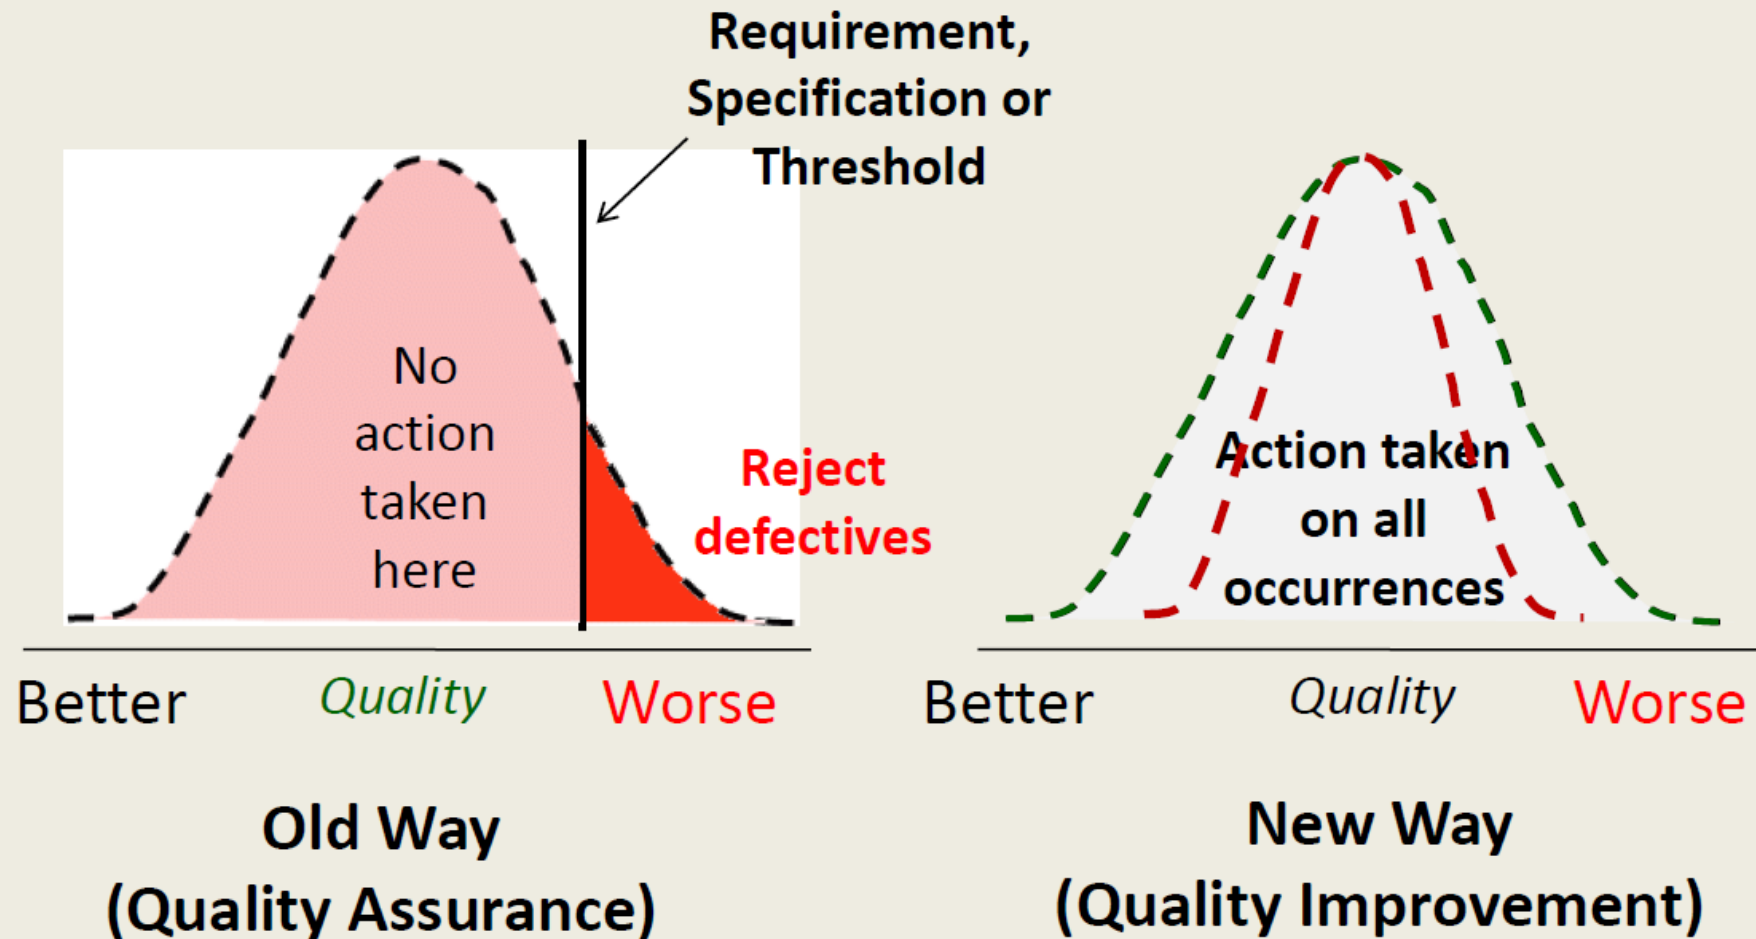 Requirement,
Specification or
Threshold
No
action
taken
here
Reject
defectives
Better
Quality
Worse
Old Way
(Quality Assurance)
Action taken
on all
occurrences
Better
Quality
Worse
New Way
(Quality Improvement)